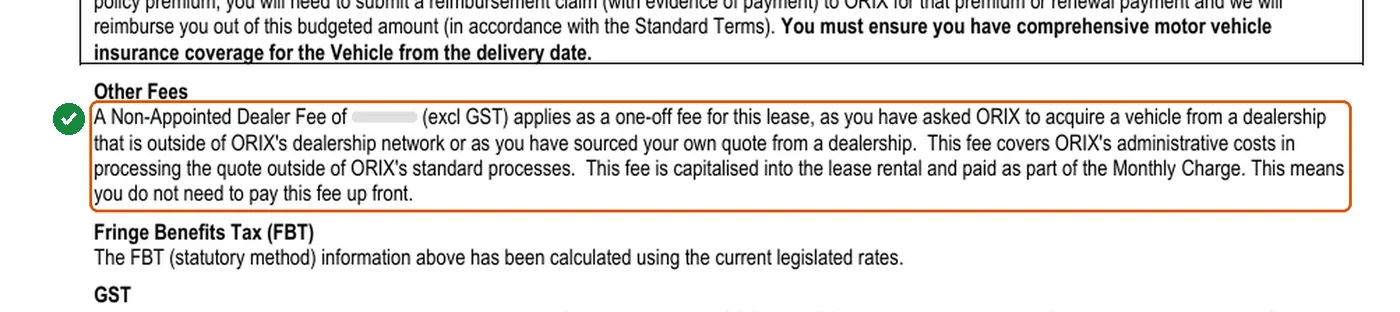 policy premium, you will need to submit a reimbursement claim (with evidence of payment) to ORIX for that premium or renewal payment and we will
reimburse you out of this budgeted amount (in accordance with the Standard Terms). You must ensure you have comprehensive motor vehicle
insurance coverage for the Vehicle from the delivery date.
Other Fees
A Non-Appointed Dealer Fee of (excl GST) applies as a one-off fee for this lease, as you have asked ORIX to acquire a vehicle from a dealership
that is outside of ORIX's dealership network or as you have sourced your own quote from a dealership. This fee covers ORIX's administrative costs in
processing the quote outside of ORIX's standard processes. This fee is capitalised into the lease rental and paid as part of the Monthly Charge. This means
you do not need to pay this fee up front.
Fringe Benefits Tax (FBT)
The FBT (statutory method) information above has been calculated using the current legislated rates.
GST